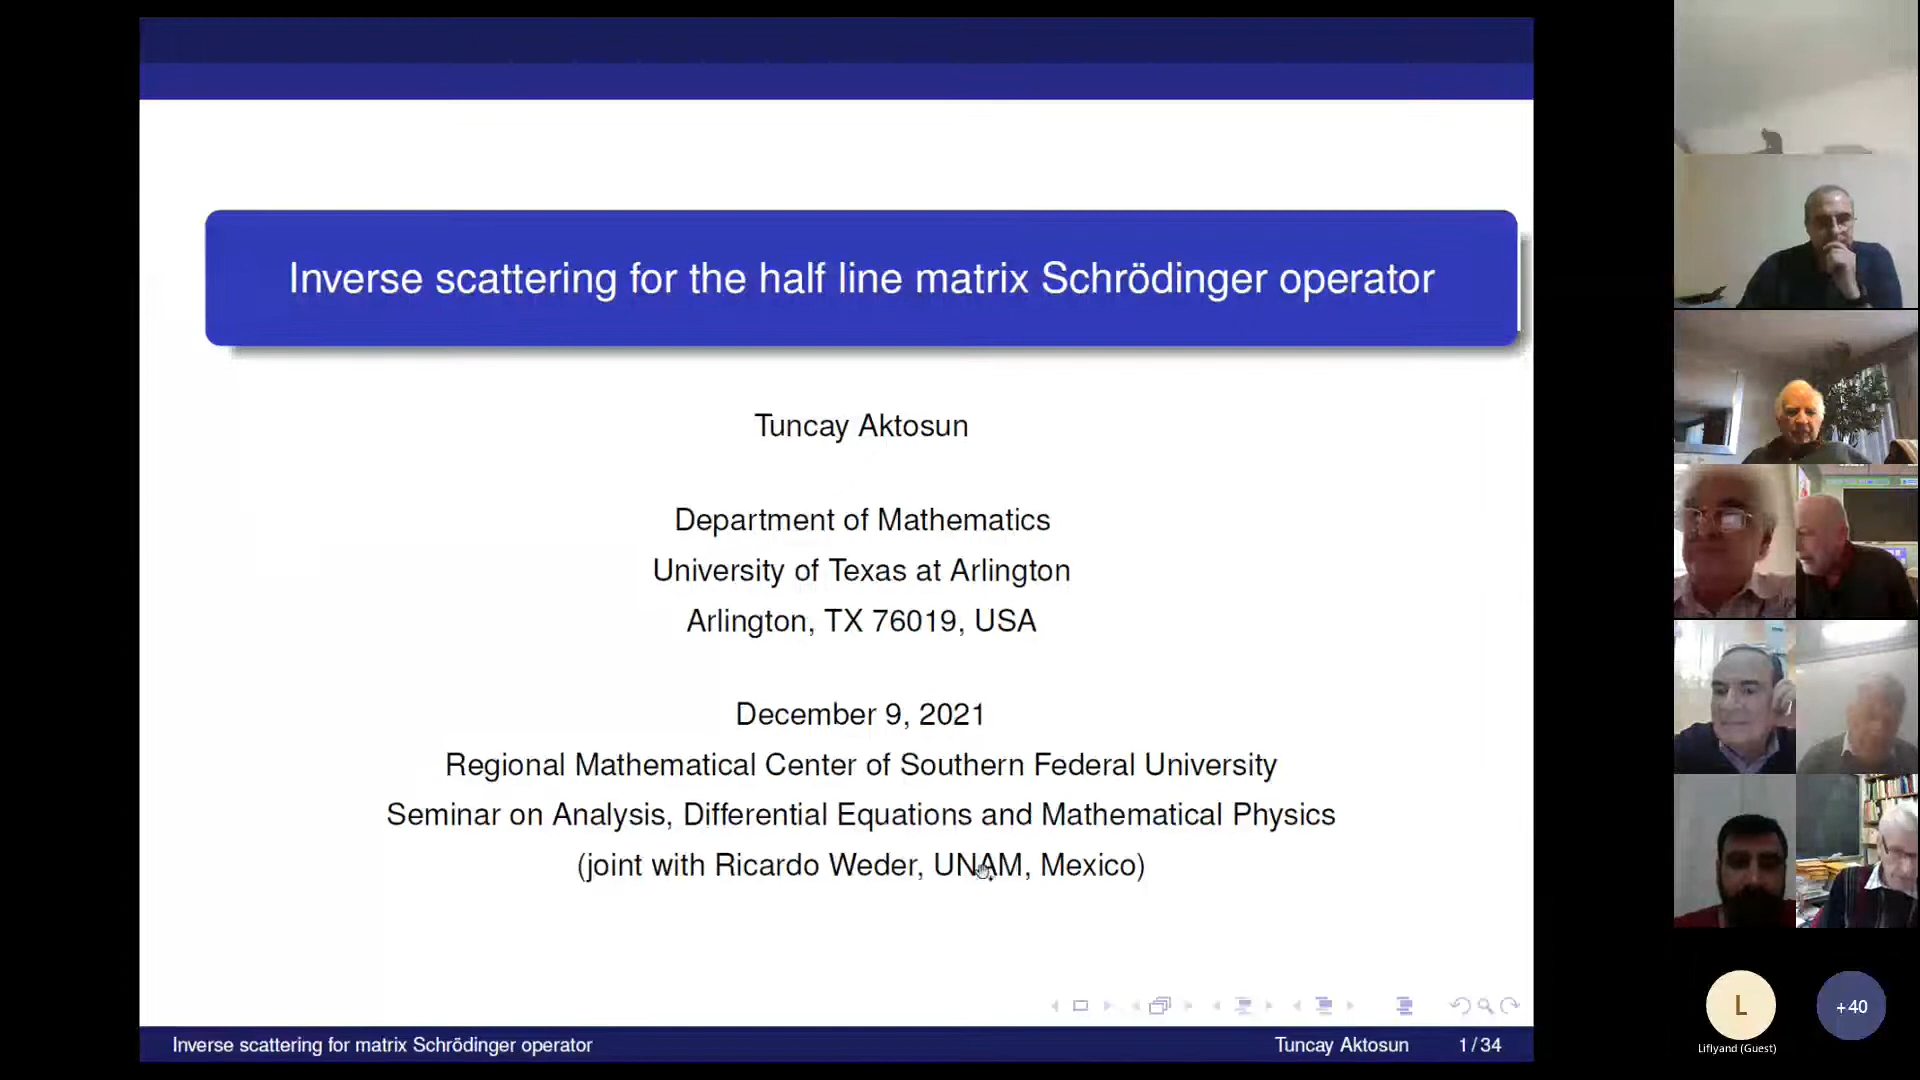 Inverse scattering for the half line matrix Schrödinger operator
Tuncay Aktosun
Department of Mathematics
University of Texas at Arlington
Arlington, TX 76019, USA
December 9, 2021
Regional Mathematical Center of Southern Federal University
Seminar on Analysis, Differential Equations and Mathematical Physics
(joint with Ricardo Weder, UNAM, Mexico)
Inverse scattering for matrix Schrödinger operator
Tuncay Aktosun
1 / 34
L
+40
Liflyand (Guest)